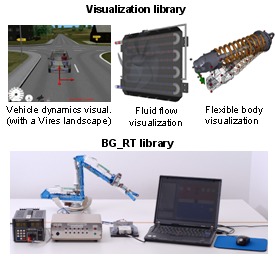 Visualization library
Vehicle dynamics visual.
(with a Vires landscape)
Fluid flow
visualization
Flexible body
visualization
BG_RT library